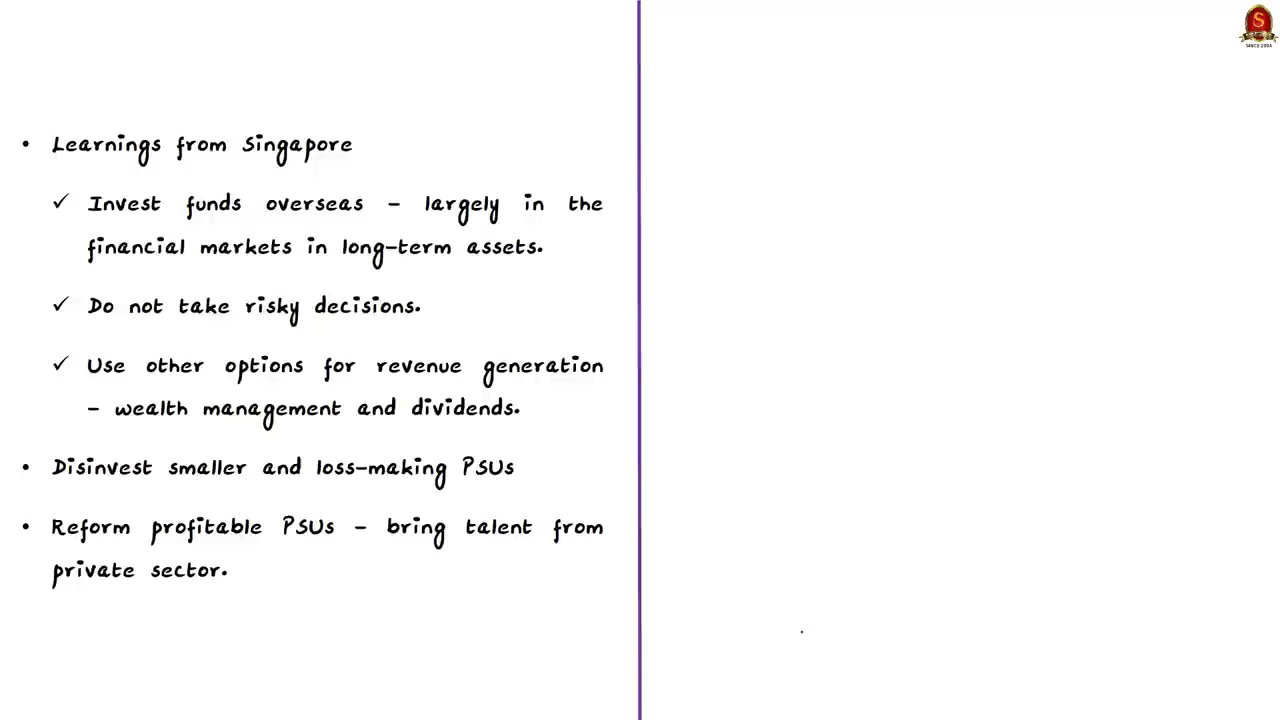 • Learnings from Singapore
✓ Invest funds overseas – largely in the
financial markets in long-term assets.
✓ Do not take risky decisions.
✓ Use other options for revenue generation
– wealth management and dividends.
• Disinvest smaller and loss-making PSUs
• Reform profitable PSUs – bring talent from
private sector.
S
SINCE 2004